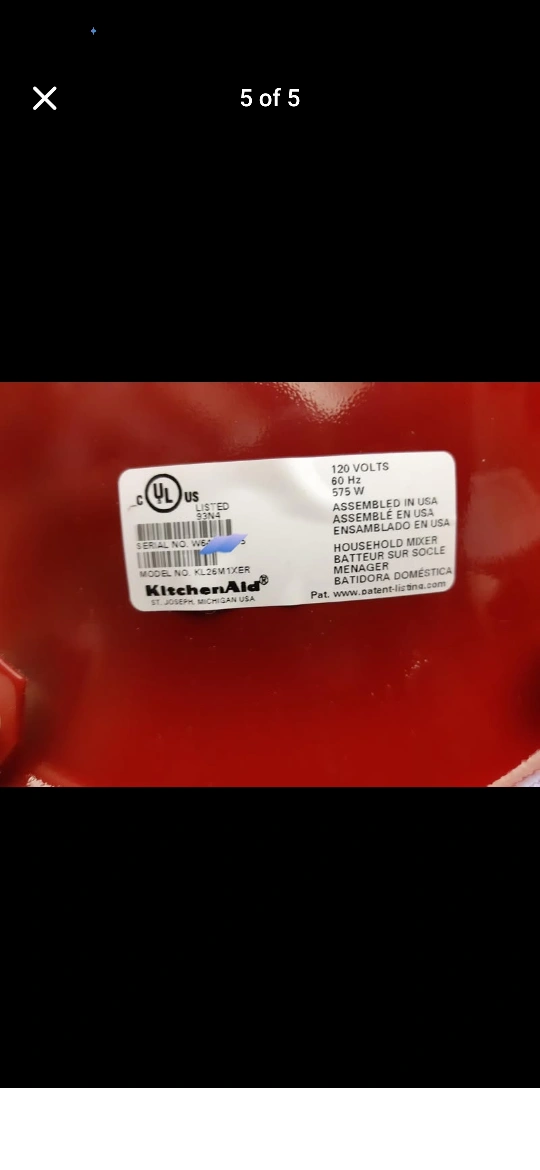 5 of 5
C UL US
LISTED
93N4
SERIAL NO.
MODEL NO. KL26M1XER
KitchenAid®
ST. JOSEPH, MICHIGAN USA
120 VOLTS
60 Hz
575 W
ASSEMBLED IN USA
ASSEMBLÉ EN USA
ENSAMBLADO EN USA
HOUSEHOLD MIXER
BATTEUR SUR SOCLE
MENAGER
BATIDORA DOMÉSTICA
Pat. www.patent-listing.com